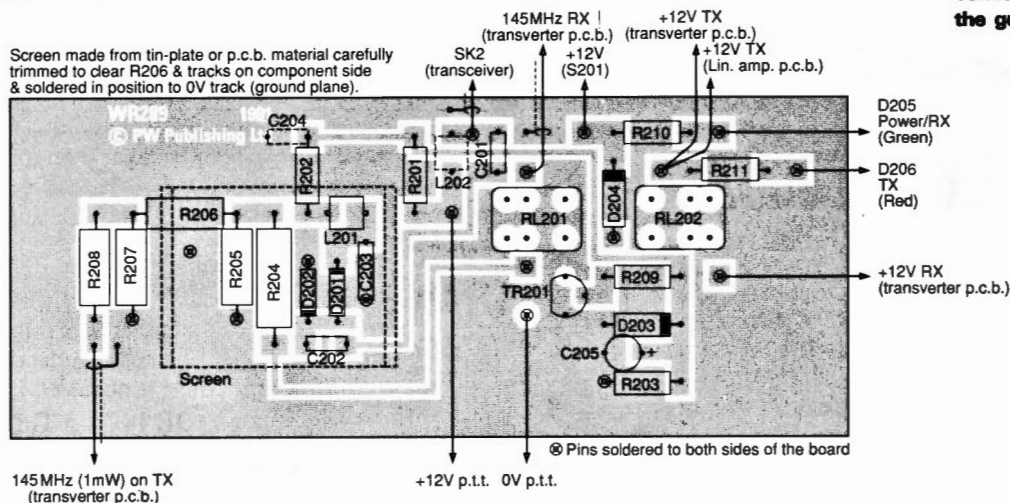 the gu
145MHz RX
(transverter p.c.b.)
+12V TX
(transverter p.c.b.)
SK2
(transceiver)
+12V
(S201)
+12V TX
(Lin. amp. p.c.b.)
Screen made from tin-plate or p.c.b. material carefully
trimmed to clear R206 & tracks on component side
& soldered in position to 0V track (ground plane).
WR289 199
© PW Publishing Lt
C204
R202
R201
L202
C201
R210
D205
Power/RX
(Green)
R211
D206
TX
(Red)
D204
RL201
RL202
R206
L201
R208
R207
R205
R204
D202
D201
C203
TR201
R209
+12V RX
(transverter p.c.b.)
D203
C202
C205
+
R203
Screen
⊗ Pins soldered to both sides of the board
145MHz (1mW) on TX
(transverter p.c.b.)
+12V p.t.t.
0V p.t.t.